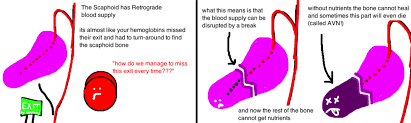 The Scaphoid has Retrograde
blood supply
its almost like your hemoglobins missed
their exit and had to turn-around to find
the scaphoid bone
"how do we manage to miss
this exit every time???"
EXIT
what this means is that
the blood supply can be
disrupted by a break
and now the rest of the bone
cannot get nutrients
without nutrients the bone cannot heal
and sometimes this part will even die
(called AVN!)